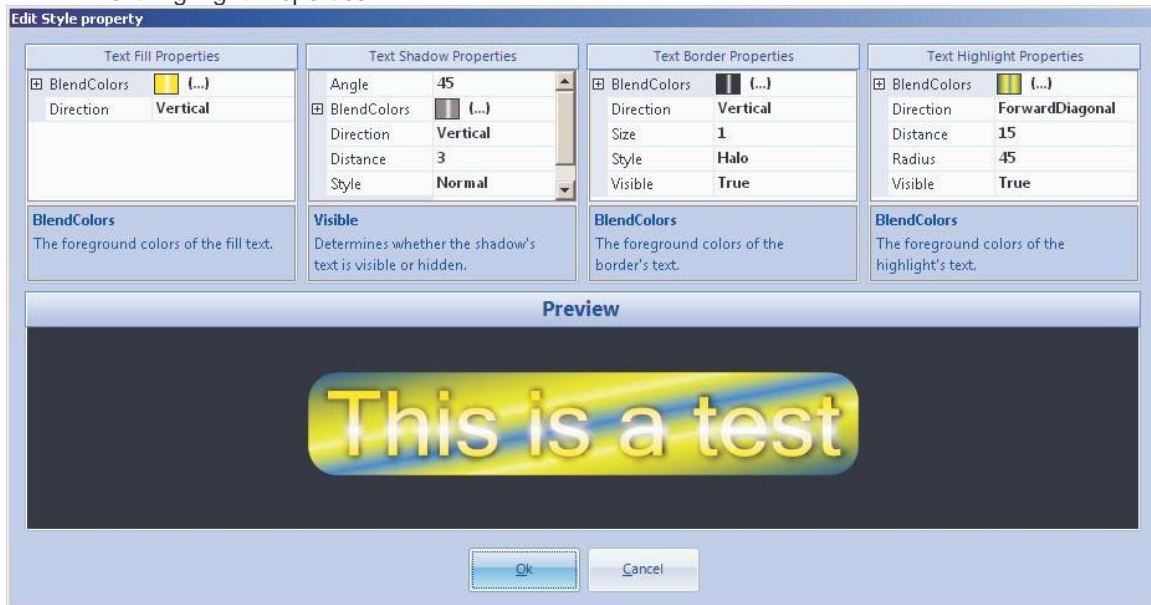 Edit Style property
Text Fill Properties
BlendColors (...)
Direction Vertical
BlendColors
The foreground colors of the fill text.
Text Shadow Properties
Angle 45
BlendColors (...)
Direction Vertical
Distance 3
Style Normal
Visible
Determines whether the shadow's
text is visible or hidden.
Text Border Properties
BlendColors (...)
Direction Vertical
Size 1
Style Halo
Visible True
BlendColors
The foreground colors of the
border's text.
Text Highlight Properties
BlendColors (...)
Direction ForwardDiagonal
Distance 15
Radius 45
Visible True
BlendColors
The foreground colors of the
highlight's text.
Preview
This is a test
Ok
Cancel